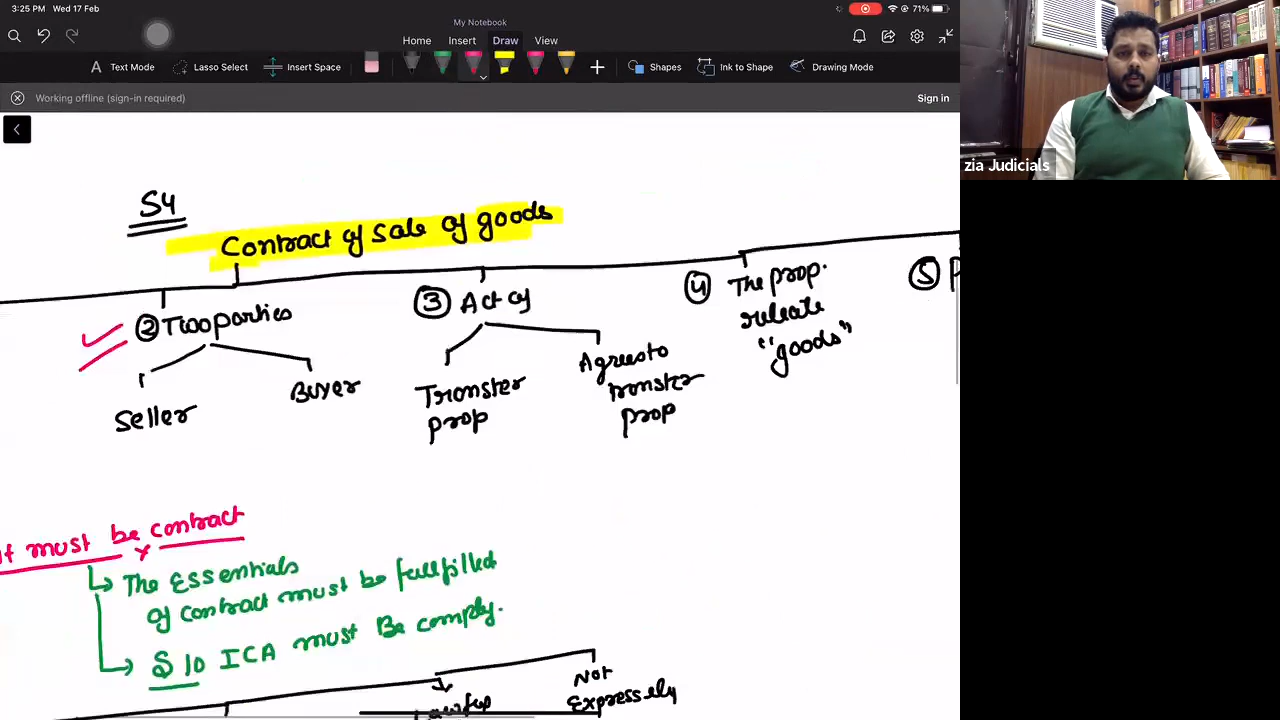 3:25 PM Wed 17 Feb
71%
My Notebook
Home Insert Draw View
Text Mode Lasso Select Insert Space Shapes Ink to Shape Drawing Mode
Working offline (sign-in required) Sign in
zia Judicials
S4
Contract of sale of goods
② Two parties
Seller
Buyer
③ Act of
Transfer
prop
Agrees to
transfer
prop
④ The prop.
releate
"goods"
⑤ P
must be contract
The Essentials
of contract must be fullfilled
S 10 ICA must Be comply.
Not
Expressely